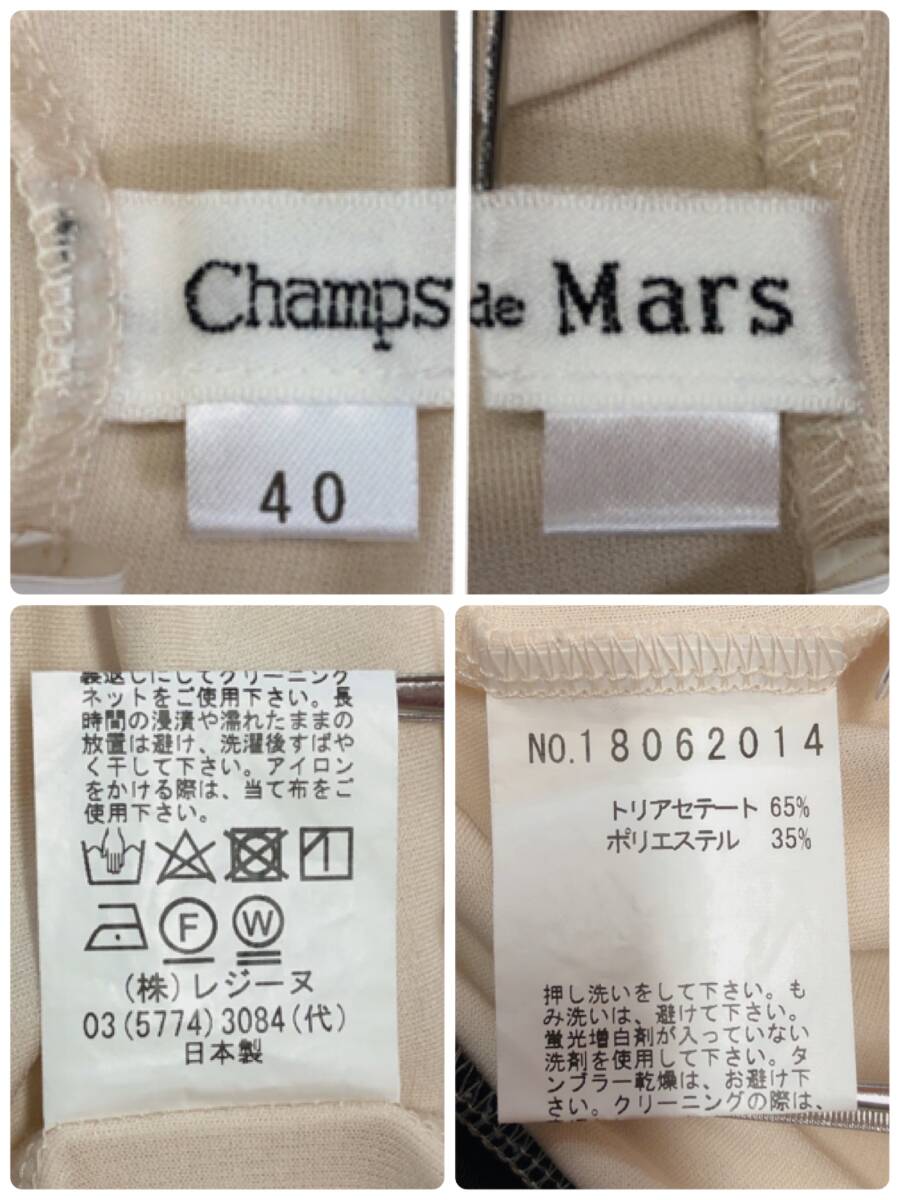 Champs de Mars
40
裏返しにしてクリーニング
ネットをご使用下さい。長
時間の浸漬や濡れたままの
放置は避け、洗濯後すばや
く干して下さい。アイロン
をかける際は、当て布をご
使用下さい。
F W
(株)レジーヌ
03(5774)3084(代)
日本製
NO.18062014
トリアセテート 65%
ポリエステル 35%
押し洗いをして下さい。も
み洗いは、避けて下さい。
蛍光増白剤が入っていない
洗剤を使用して下さい。タ
ンブラー乾燥は、お避け下
さい。クリーニングの際は、